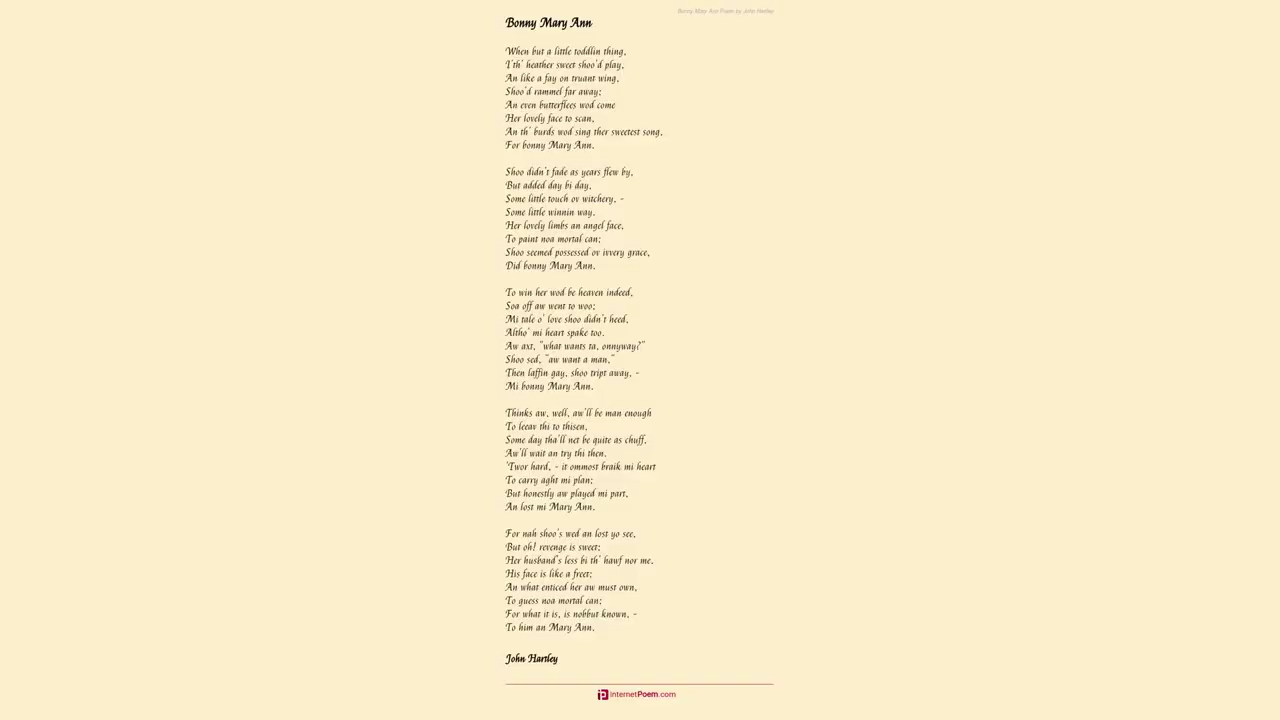 Bonny Mary Ann Poem by John Hartley
Bonny Mary Ann
When but a little toddlin thing,
I'th' heather sweet shoo'd play,
An like a fay on truant wing,
Shoo'd rammel far away;
An even butterflees wod come
Her lovely face to scan,
An th' burds wod sing ther sweetest song,
For bonny Mary Ann.
Shoo didn't fade as years flew by,
But added day bi day,
Some little touch ov witchery, -
Some little winnin way.
Her lovely limbs an angel face,
To paint noa mortal can;
Shoo seemed possessed ov ivvery grace,
Did bonny Mary Ann.
To win her wod be heaven indeed,
Soa off aw went to woo;
Mi tale o' love shoo didn't heed,
Altho' mi heart spake too.
Aw axt, "what wants ta, onnyway?"
Shoo sed, "aw want a man,"
Then laffin gay, shoo tript away, -
Mi bonny Mary Ann.
Thinks aw, well, aw'll be man enough
To leeav thi to thisen,
Some day tha'll net be quite as chuff,
Aw'll wait an try thi then.
'Twor hard, - it ommost braik mi heart
To carry aght mi plan;
But honestly aw played mi part,
An lost mi Mary Ann.
For nah shoo's wed an lost yo see,
But oh! revenge is sweet;
Her husband's less bi th' hawf nor me,
His face is like a freet;
An what enticed her aw must own,
To guess noa mortal can;
For what it is, is nobbut known, -
To him an Mary Ann.
John Hartley
InternetPoem.com